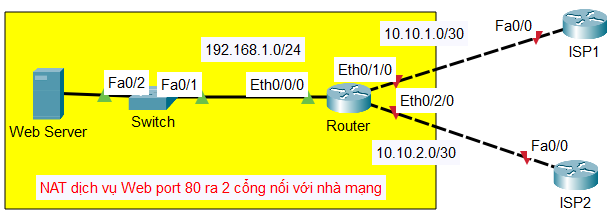 10.10.1.0/30
Fa0/0
ISP1
192.168.1.0/24
Eth0/1/0
Fa0/2
Fa0/1
Eth0/0/0
Eth0/2/0
Web Server
Switch
Router
10.10.2.0/30
Fa0/0
NAT dịch vụ Web port 80 ra 2 cổng nối với nhà mạng
ISP2